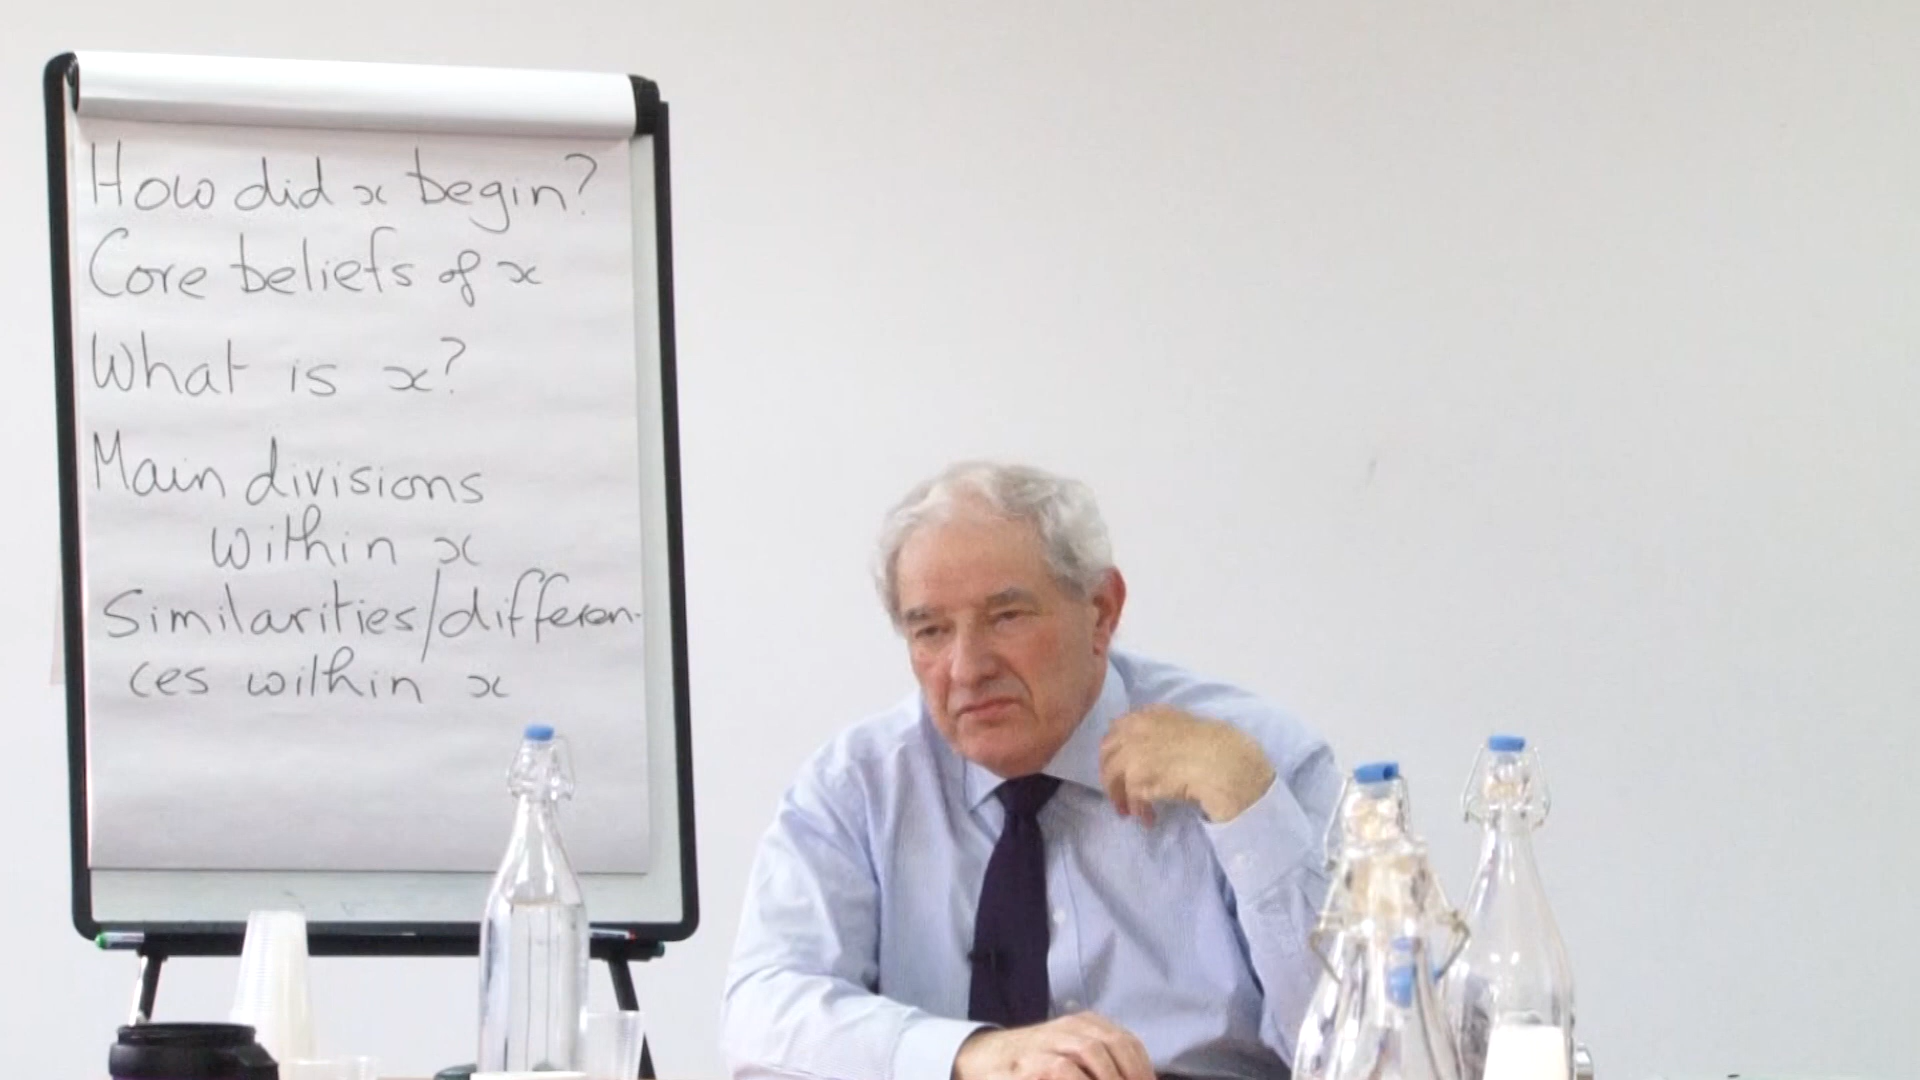 How did x begin?
Core beliefs of x
What is x?
Main divisions
within x
Similarities/differen-
ces within x